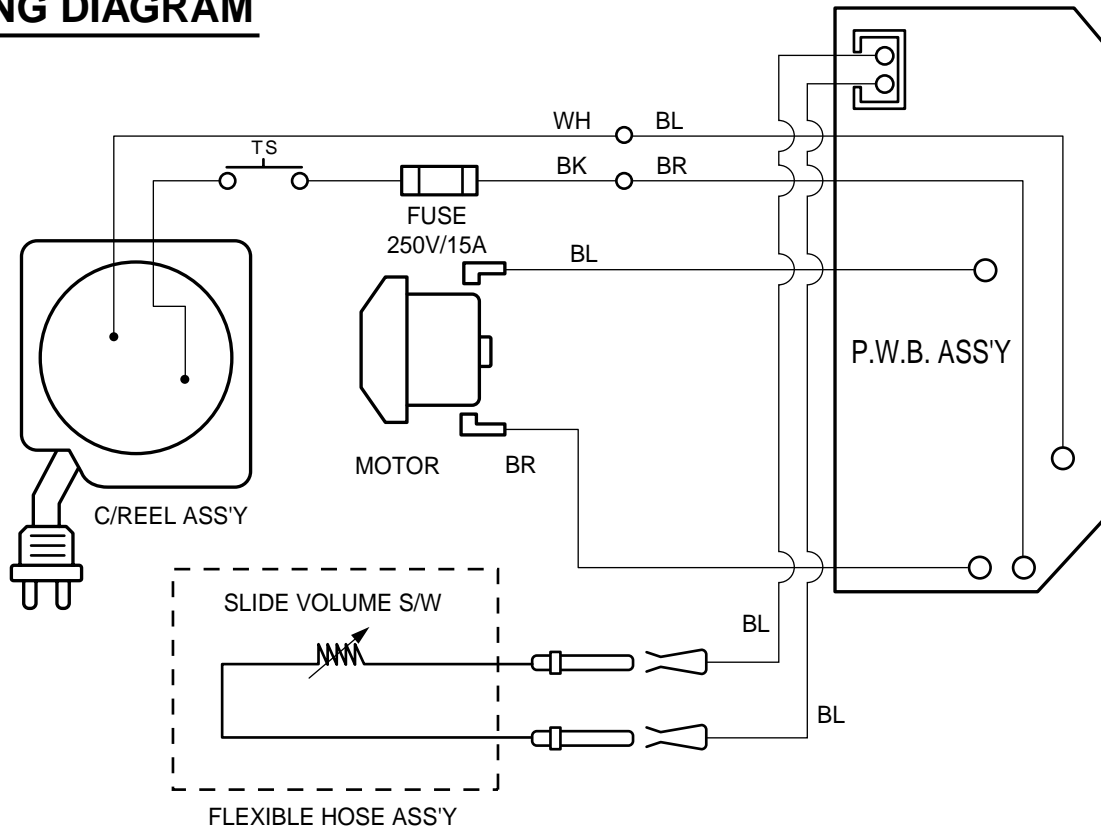 NG DIAGRAM
WH BL
TS
BK BR
FUSE
250V/15A
BL
P.W.B. ASS'Y
MOTOR BR
C/REEL ASS'Y
SLIDE VOLUME S/W
BL
BL
FLEXIBLE HOSE ASS'Y